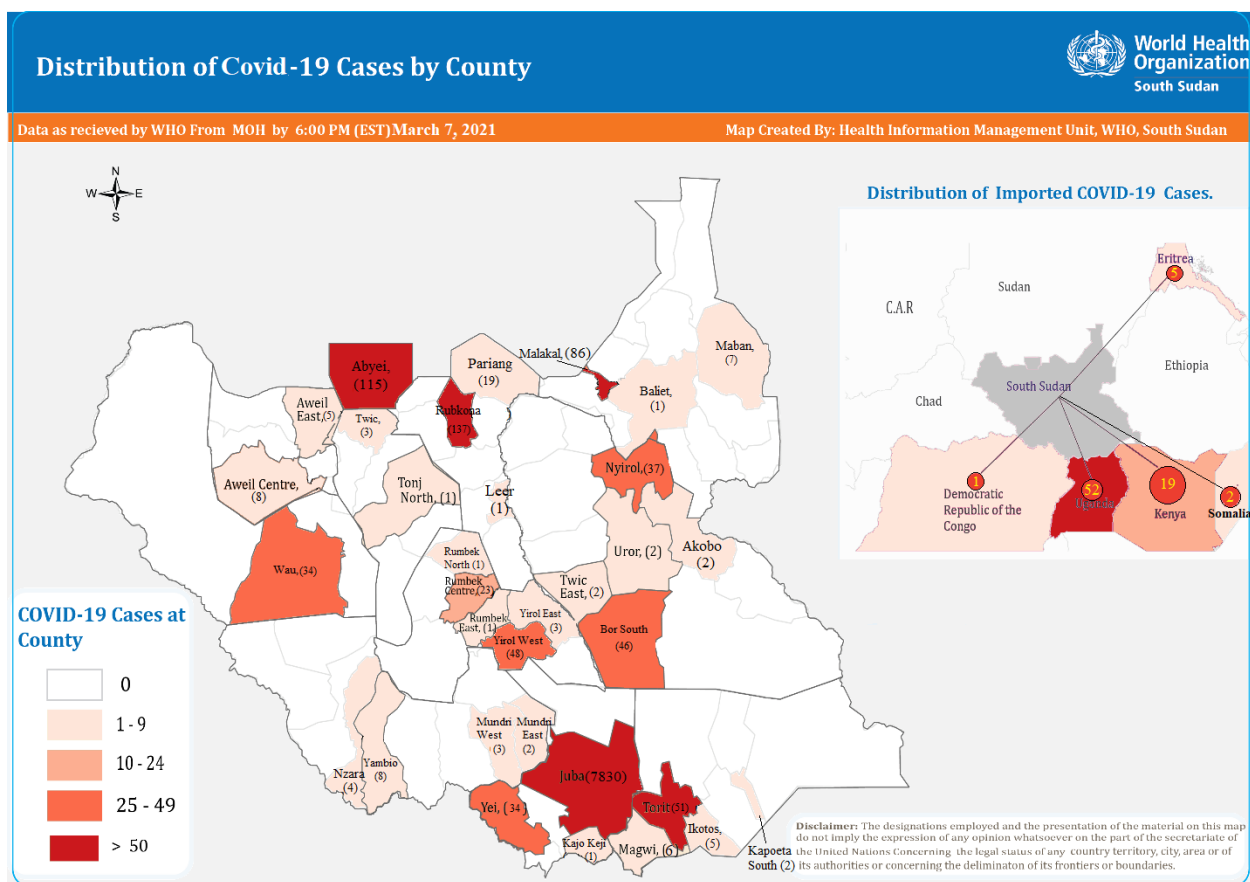 Distribution of Covid-19 Cases by County
World Health
Organization
South Sudan
Data as recieved by WHO From MOH by 6:00 PM (EST)March 7, 2021
Map Created By: Health Information Management Unit, WHO, South Sudan
N
W
E
S
Distribution of Imported COVID-19 Cases.
Eritrea
5
Sudan
C.A.R
Ethiopia
South Sudan
Chad
1
52
19
2
Democratic
Republic of the
Congo
Uganda
Kenya
Somalia
Malakal, (86)
Maban,
(7)
Abyei,
(115)
Pariang
(19)
Baliet,
(1)
Aweil
East, (5)
Twic,
(3)
Rubkona
(137)
Nyirol, (37)
Aweil Centre,
(8)
Tonj
North, (1)
Leer
(1)
Uror, (2)
Akobo
(2)
Wau, (34)
Rumbek
North (1)
Rumbek
Centre,(23)
Twic
East, (2)
Rumbek
East, (1)
Yirol East
(3)
Yirol West
(48)
Bor South
(46)
Mundri
West
(3)
Mundri
East
(2)
Nzara
(4)
Yambio
(8)
Juba(7830)
Yei, (34)
Torit(51)
Kajo Keji
(1)
Magwi, (6)
Ikotos,
(5)
Kapoeta
South (2)
COVID-19 Cases at
County
0
1 - 9
10 - 24
25 - 49
> 50
Disclaimer: The designations employed and the presentation of the material on this map
do not imply the expression of any opinion whatsoever on the part of the secretariate of
the United Nations Concerning the legal status of any country territory, city, area or of
its authorities or concerning the delimination of its frontiers or boundaries.